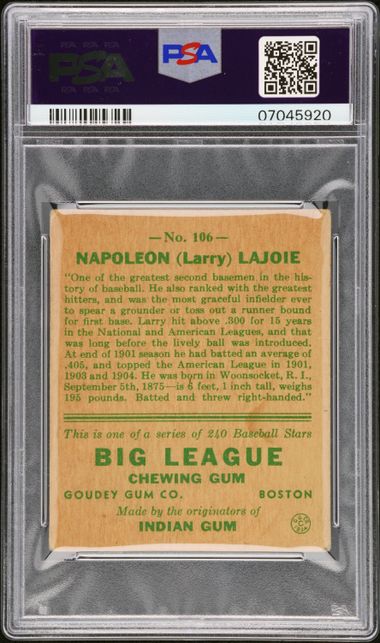 PSA PSA PSA
PSA
PSA
PSA PSA PSA
07045920
—No. 106—
NAPOLEON (Larry) LAJOIE
"One of the greatest second basemen in the his-
tory of baseball. He also ranked with the greatest
hitters, and was the most graceful infielder ever
to spear a grounder or toss out a runner bound
for first base. Larry hit above .300 for 15 years
in the National and American Leagues, and that
was long before the lively ball was introduced.
At end of 1901 season he had batted an average of
.405, and topped the American League in 1901,
1903 and 1904. He was born in Woonsocket, R. I.,
September 5th, 1875—is 6 feet, 1 inch tall, weighs
195 pounds. Batted and threw right-handed."
This is one of a series of 240 Baseball Stars
BIG LEAGUE
CHEWING GUM
GOUDEY GUM CO. BOSTON
Made by the originators of
INDIAN GUM